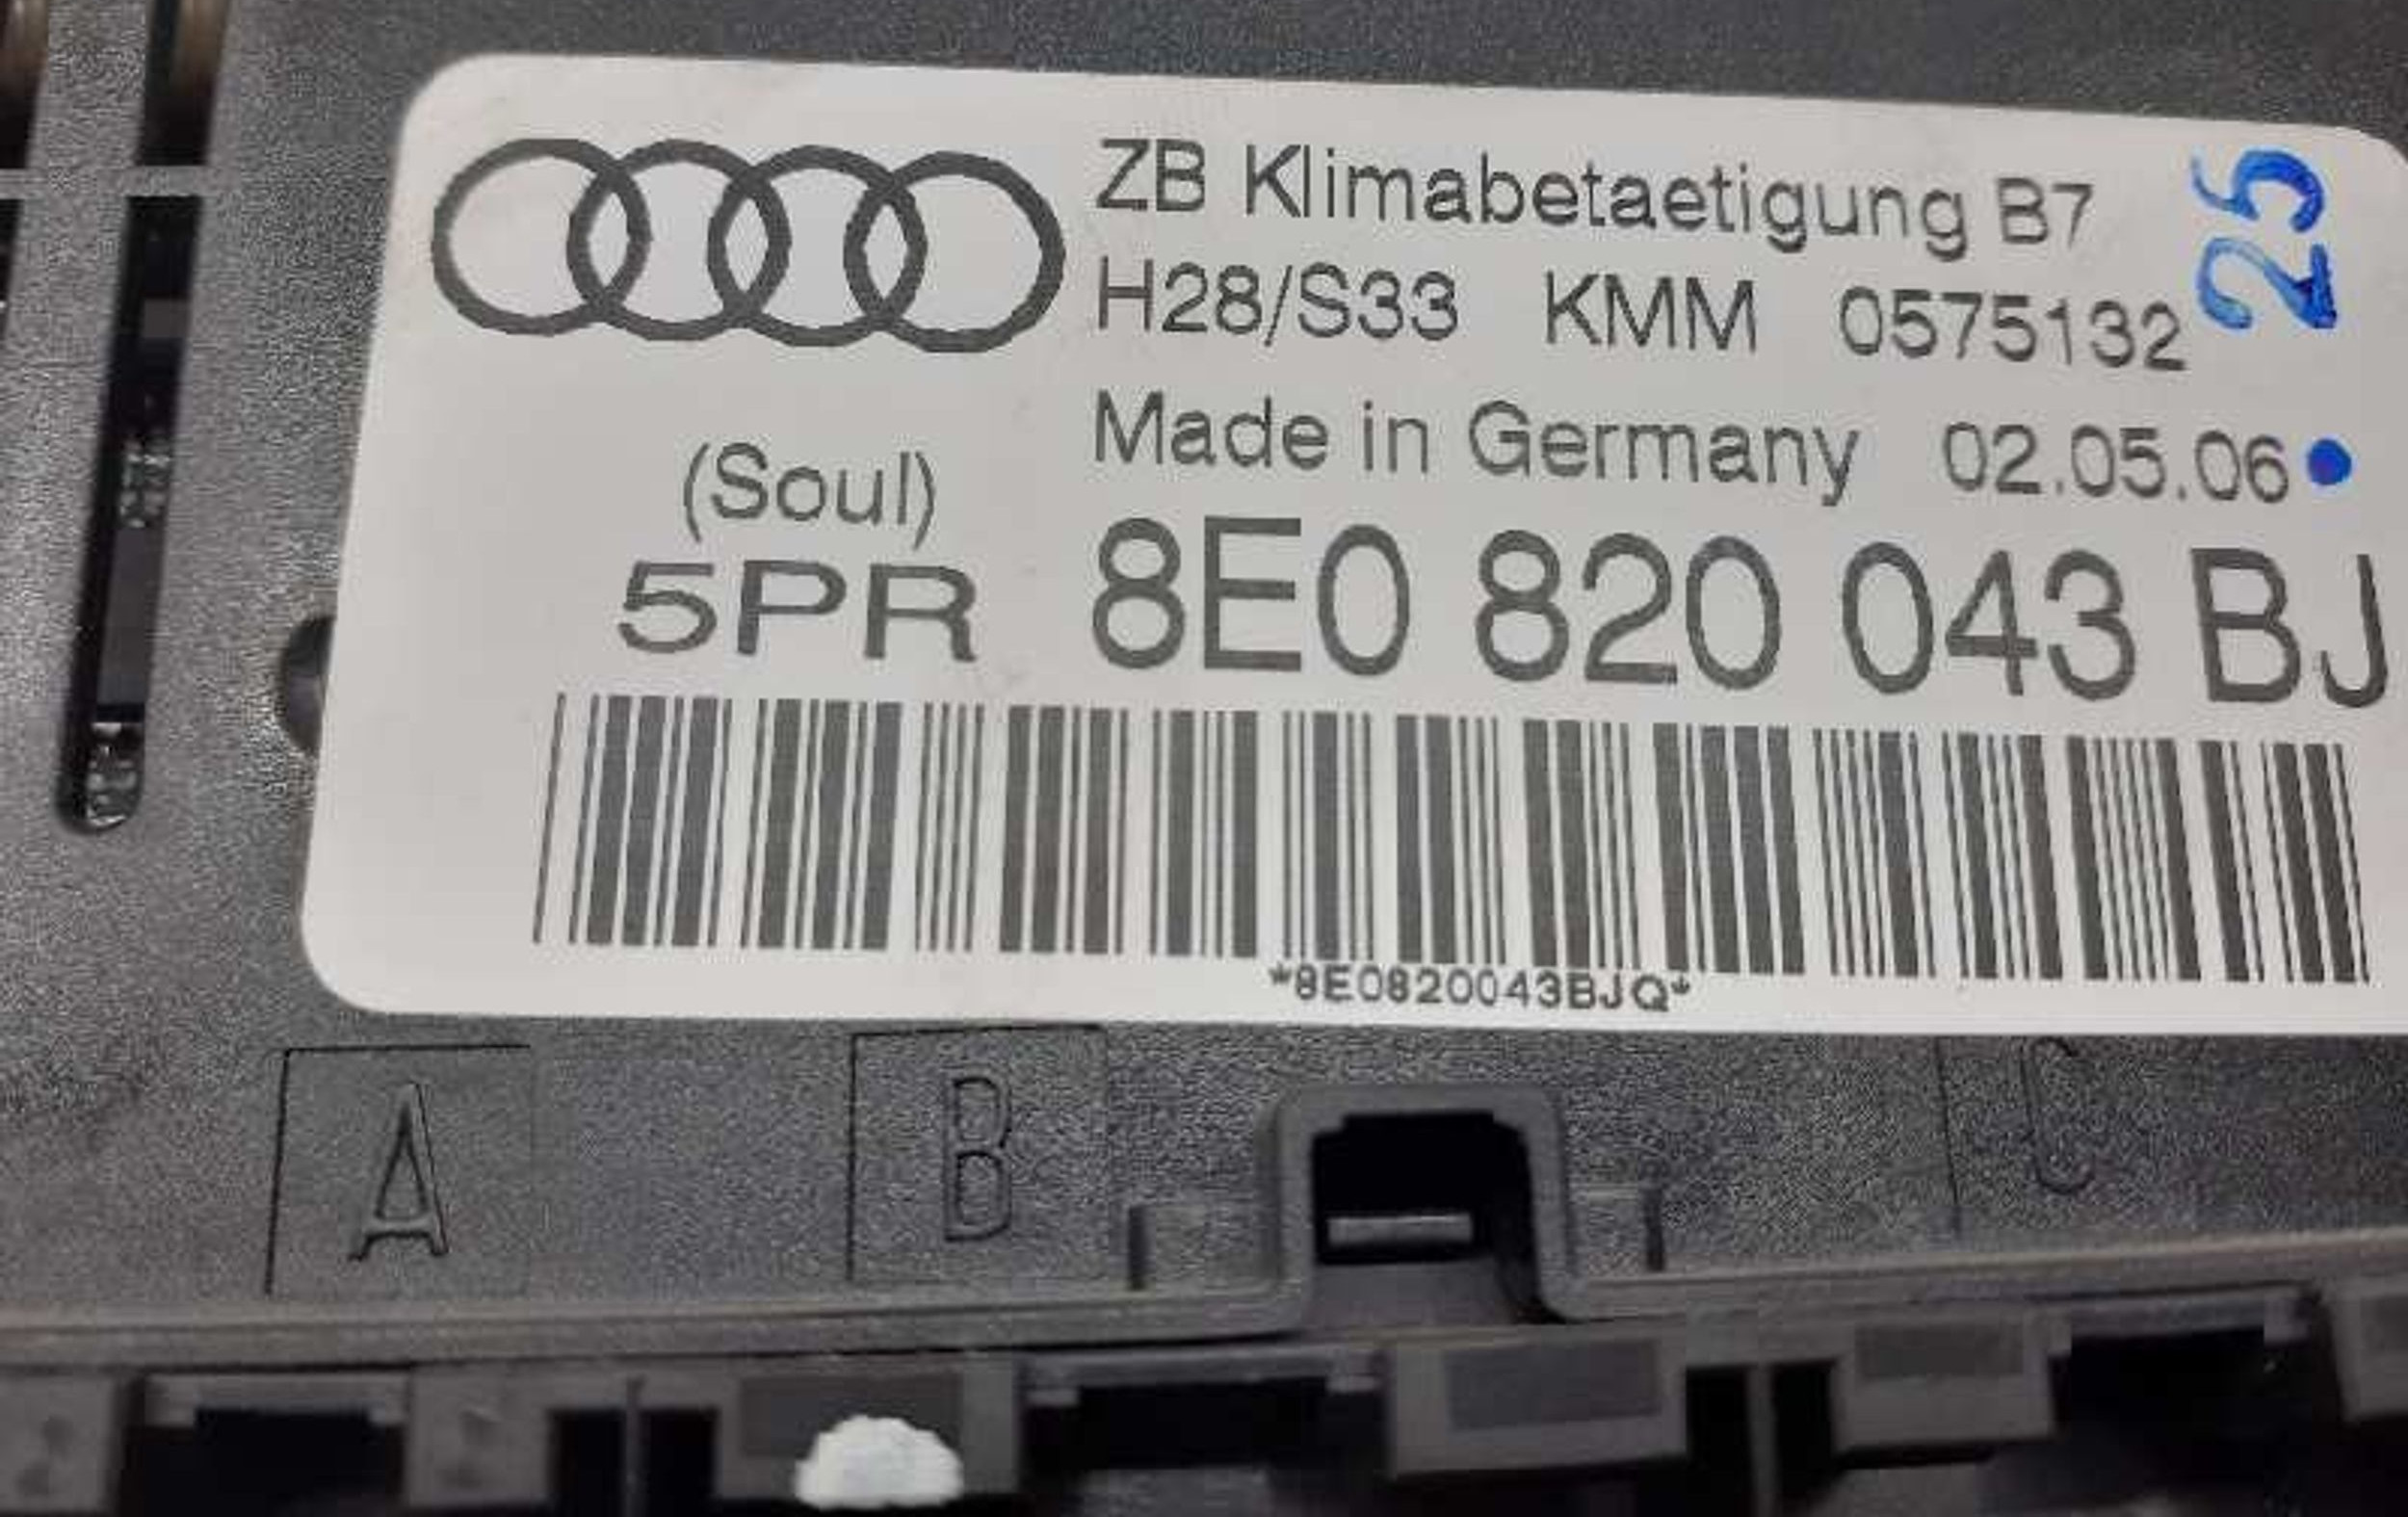 ZB Klimabetaetigung B7
25
H28/S33 KMM 0575132
Made in Germany 02.05.06
(Soul)
5PR 8E0 820 043 BJ
*8E0820043BJQ*
A
B
C